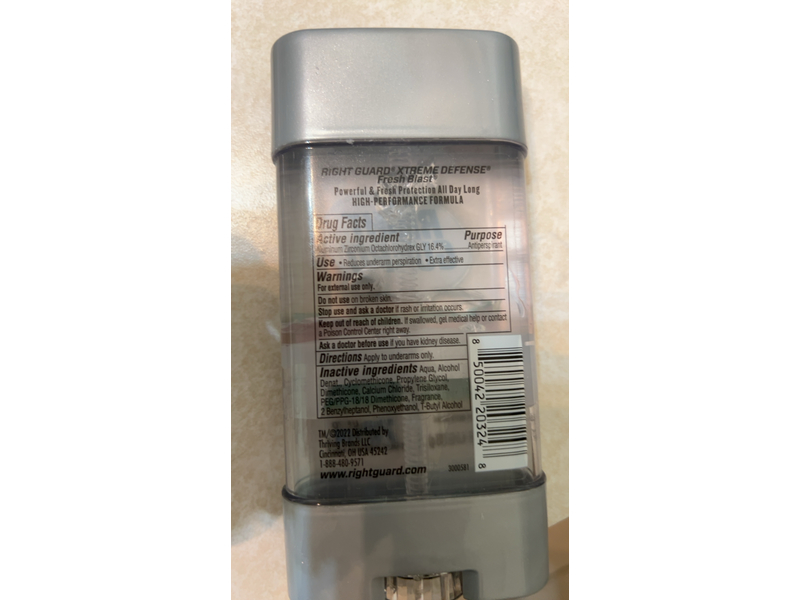 RIGHT GUARD® XTREME DEFENSE®
Fresh Blast®
Powerful & Fresh Protection All Day Long
HIGH-PERFORMANCE FORMULA
Drug Facts
Active ingredient Purpose
Aluminum Zirconium Octachlorohydrex GLY 16.4% Antiperspirant
Use • Reduces underarm perspiration • Extra effective
Warnings
For external use only.
Do not use on broken skin.
Stop use and ask a doctor if rash or irritation occurs.
Keep out of reach of children. If swallowed, get medical help or contact
a Poison Control Center right away.
Ask a doctor before use if you have kidney disease.
Directions Apply to underarms only.
Inactive ingredients Aqua, Alcohol
Denat., Cyclomethicone, Propylene Glycol,
Dimethicone, Calcium Chloride, Trisiloxane,
PEG/PPG-18/18 Dimethicone, Fragrance,
2 Benzylheptanol, Phenoxyethanol, T-Butyl Alcohol
8 50042 20324 8
TM/©2022 Distributed by
Thriving Brands LLC
Cincinnati, OH USA 45242
1-888-480-9571
www.rightguard.com
3000581